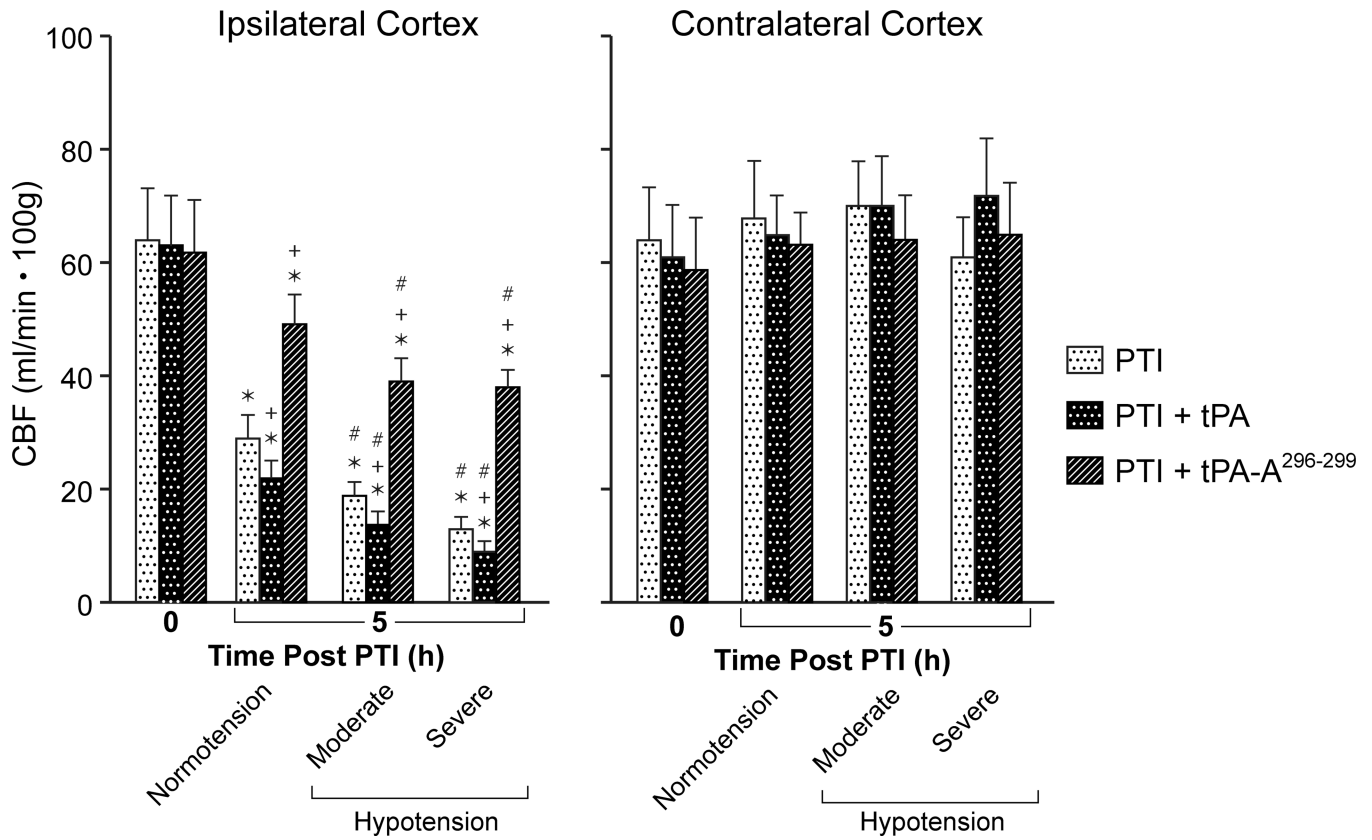 Ipsilateral Cortex
Contralateral Cortex
CBF (ml/min • 100g)
100
80
60
40
20
0
*
+
*
+
*
#
*
#
+
*
#
+
*
#
*
#
+
*
#
+
*
0
5
Time Post PTI (h)
Normotension
Moderate
Severe
Hypotension
0
5
Time Post PTI (h)
Normotension
Moderate
Severe
Hypotension
PTI
PTI + tPA
PTI + tPA-A296-299